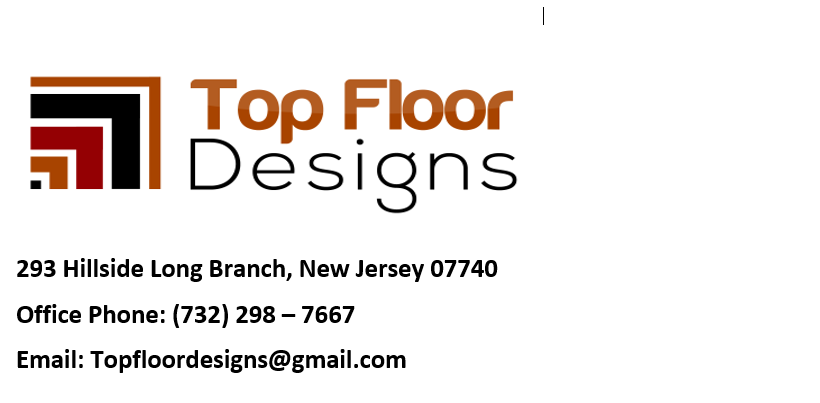 Top Floor
Designs
293 Hillside Long Branch, New Jersey 07740
Office Phone: (732) 298 – 7667
Email: Topfloordesigns@gmail.com